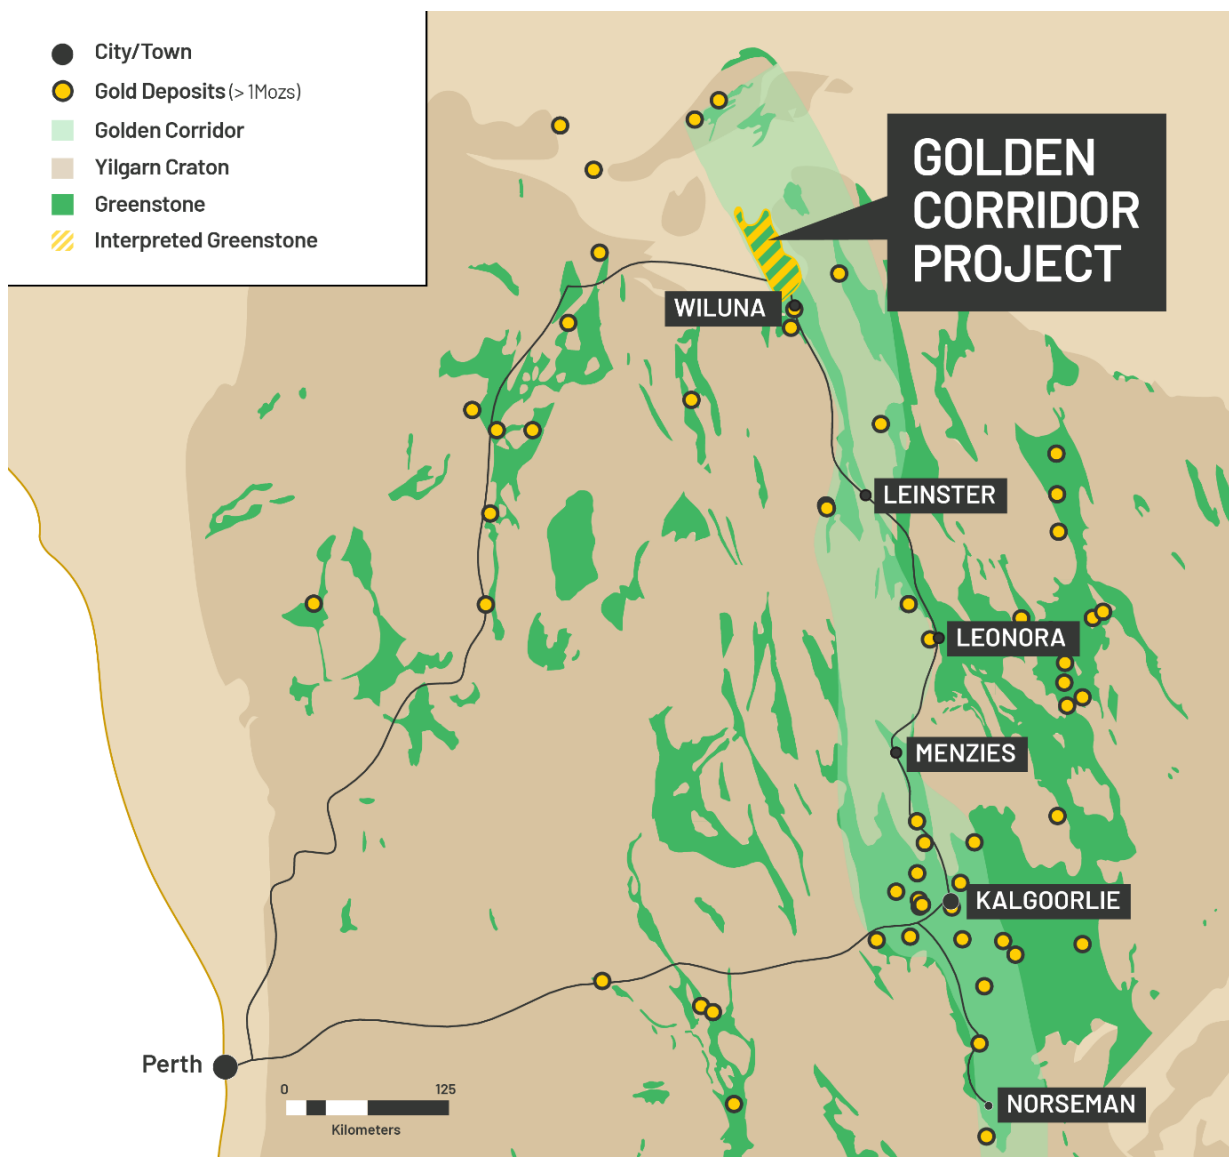 City/Town
Gold Deposits (> 1Mozs)
Golden Corridor
Yilgarn Craton
Greenstone
Interpreted Greenstone
GOLDEN
CORRIDOR
PROJECT
WILUNA
LEINSTER
LEONORA
MENZIES
KALGOORLIE
Perth
0 125
Kilometers
NORSEMAN